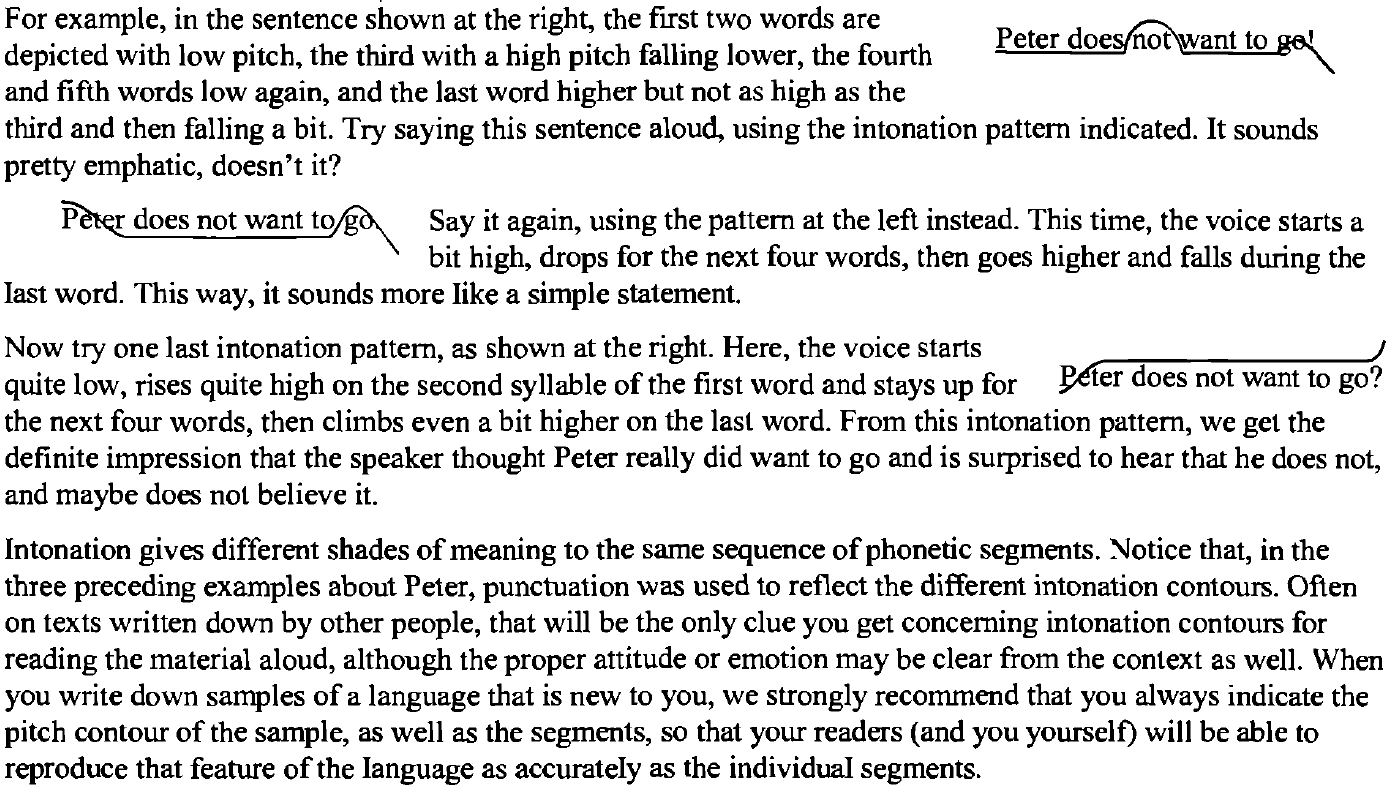 For example, in the sentence shown at the right, the first two words are
Peter does not want to go!
depicted with low pitch, the third with a high pitch falling lower, the fourth
and fifth words low again, and the last word higher but not as high as the
third and then falling a bit. Try saying this sentence aloud, using the intonation pattern indicated. It sounds
pretty emphatic, doesn't it?
Peter does not want to go.
Say it again, using the pattern at the left instead. This time, the voice starts a
bit high, drops for the next four words, then goes higher and falls during the
last word. This way, it sounds more like a simple statement.
Now try one last intonation pattern, as shown at the right. Here, the voice starts
quite low, rises quite high on the second syllable of the first word and stays up for
Peter does not want to go?
the next four words, then climbs even a bit higher on the last word. From this intonation pattern, we get the
definite impression that the speaker thought Peter really did want to go and is surprised to hear that he does not,
and maybe does not believe it.
Intonation gives different shades of meaning to the same sequence of phonetic segments. Notice that, in the
three preceding examples about Peter, punctuation was used to reflect the different intonation contours. Often
on texts written down by other people, that will be the only clue you get concerning intonation contours for
reading the material aloud, although the proper attitude or emotion may be clear from the context as well. When
you write down samples of a language that is new to you, we strongly recommend that you always indicate the
pitch contour of the sample, as well as the segments, so that your readers (and you yourself) will be able to
reproduce that feature of the language as accurately as the individual segments.